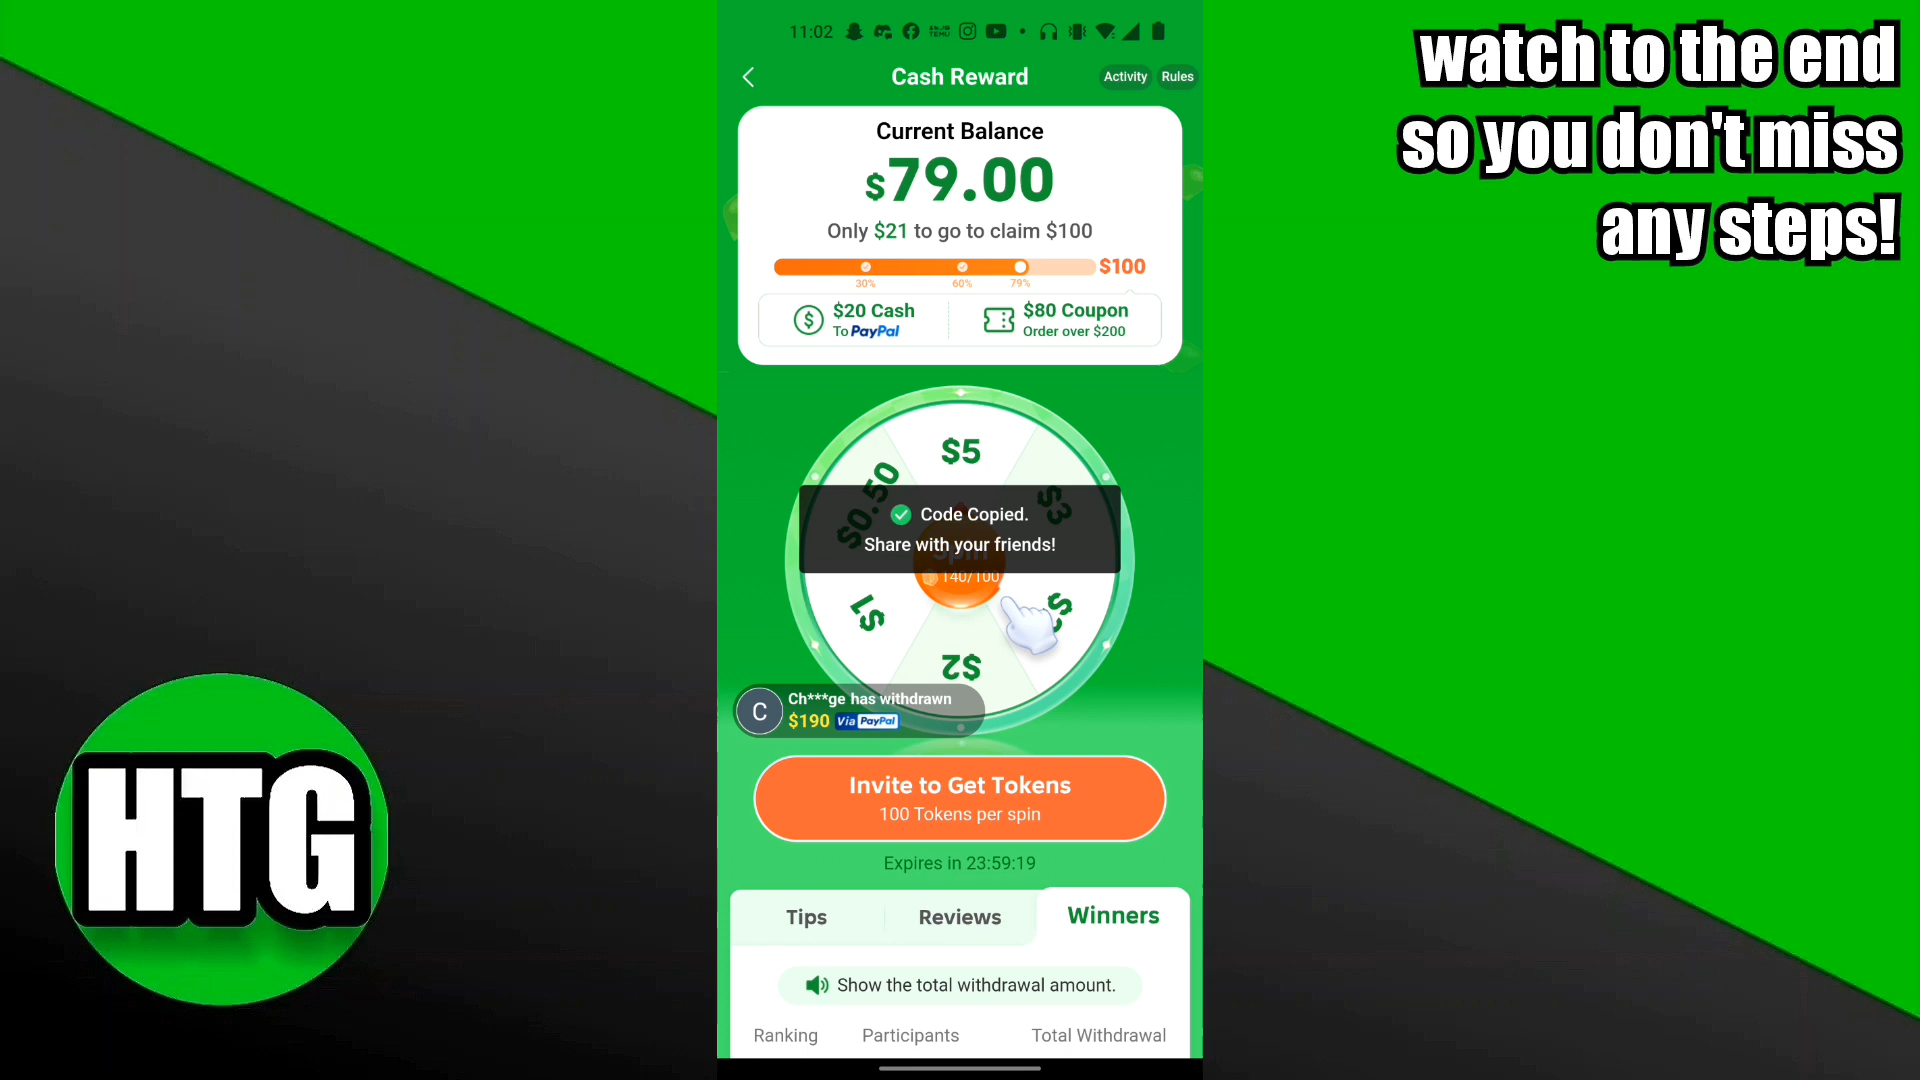 watch to the end
so you don't miss
any steps!
11:02
Cash Reward
Activity
Rules
Current Balance
$79.00
Only $21 to go to claim $100
$100
30%
60%
79%
$20 Cash
To PayPal
$80 Coupon
Order over $200
$5
$0.50
$3
Code Copied.
Share with your friends!
Spin
140/100
$1
$2
Ch***ge has withdrawn
C
$190 Via PayPal
Invite to Get Tokens
100 Tokens per spin
Expires in 23:59:19
Tips
Reviews
Winners
Show the total withdrawal amount.
Ranking
Participants
Total Withdrawal
HTG